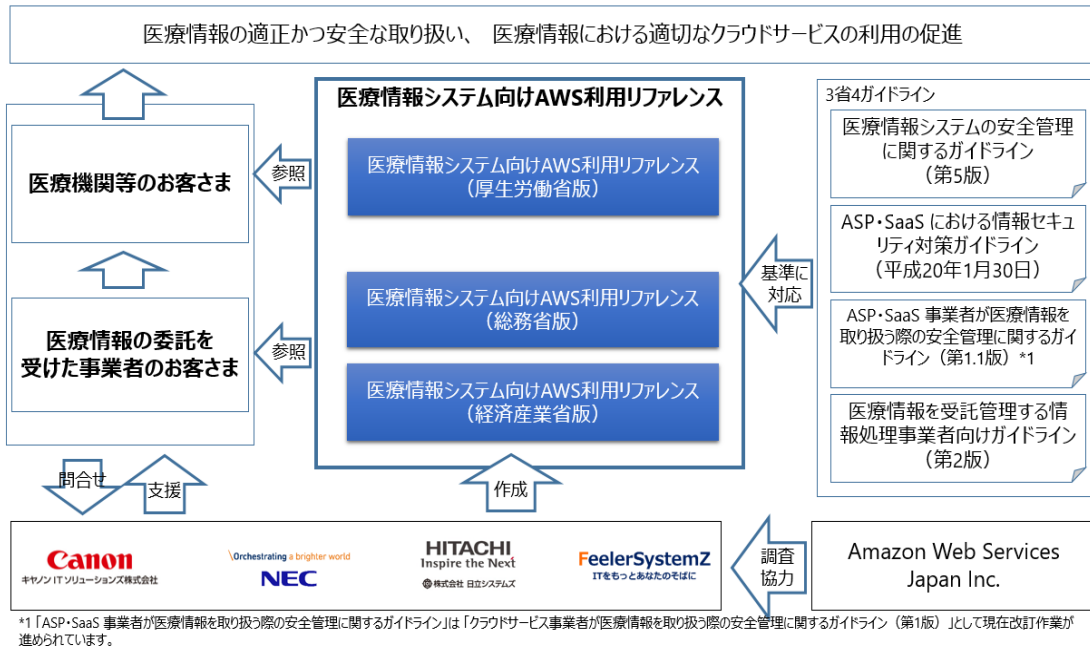 医療情報の適正かつ安全な取り扱い、 医療情報における適切なクラウドサービスの利用の促進
医療機関等のお客さま
医療情報の委託を
受けた事業者のお客さま
参照
参照
医療情報システム向けAWS利用リファレンス
医療情報システム向けAWS利用リファレンス
（厚生労働省版）
医療情報システム向けAWS利用リファレンス
（総務省版）
医療情報システム向けAWS利用リファレンス
（経済産業省版）
基準に
対応
3省4ガイドライン
医療情報システムの安全管理
に関するガイドライン
（第5版）
ASP・SaaS における情報セキュ
リティ対策ガイドライン
（平成20年1月30日）
ASP・SaaS 事業者が医療情報を
取り扱う際の安全管理に関するガイ
ドライン（第1.1版）*1
医療情報を受託管理する情
報処理事業者向けガイドライン
（第2版）
問合せ
支援
作成
Canon
キヤノンITソリューションズ株式会社
Orchestrating a brighter world
NEC
HITACHI
Inspire the Next
株式会社 日立システムズ
FeelerSystemZ
ITをもっとあなたのそばに
調査
協力
Amazon Web Services
Japan Inc.
*1「ASP・SaaS 事業者が医療情報を取り扱う際の安全管理に関するガイドライン」は「クラウドサービス事業者が医療情報を取り扱う際の安全管理に関するガイドライン（第1版）」として現在改訂作業が
進められています。